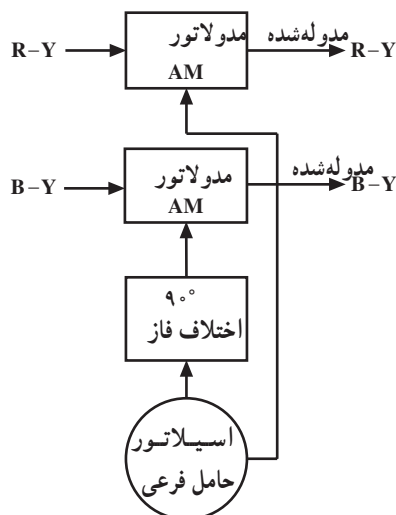 R–Y
مدولاتور
AM
مدوله‌شده
R–Y
B–Y
مدولاتور
AM
مدوله‌شده
B–Y
۹۰°
اختلاف فاز
اسیلاتور
حامل فرعی